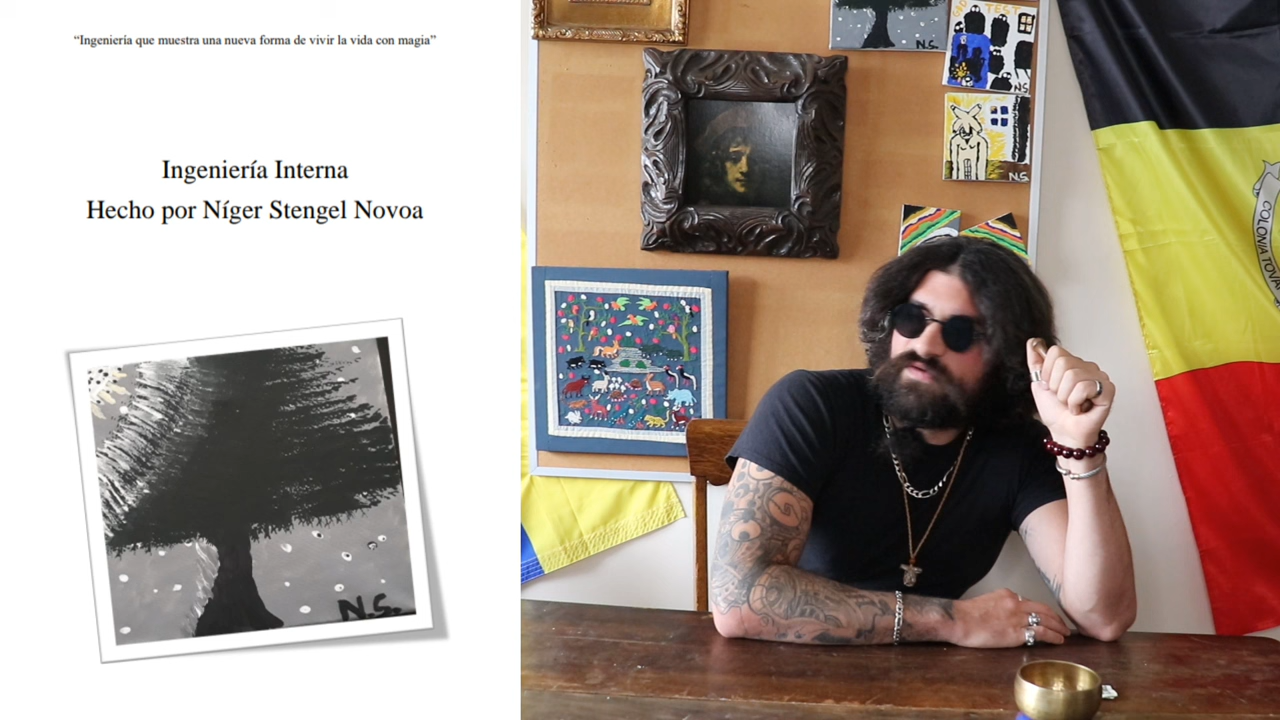 “Ingeniería que muestra una nueva forma de vivir la vida con magia”
Ingeniería Interna
Hecho por Níger Stengel Novoa
N.S.
N.S.
TEST
N.S
N.S.
COLONIA TOVAR